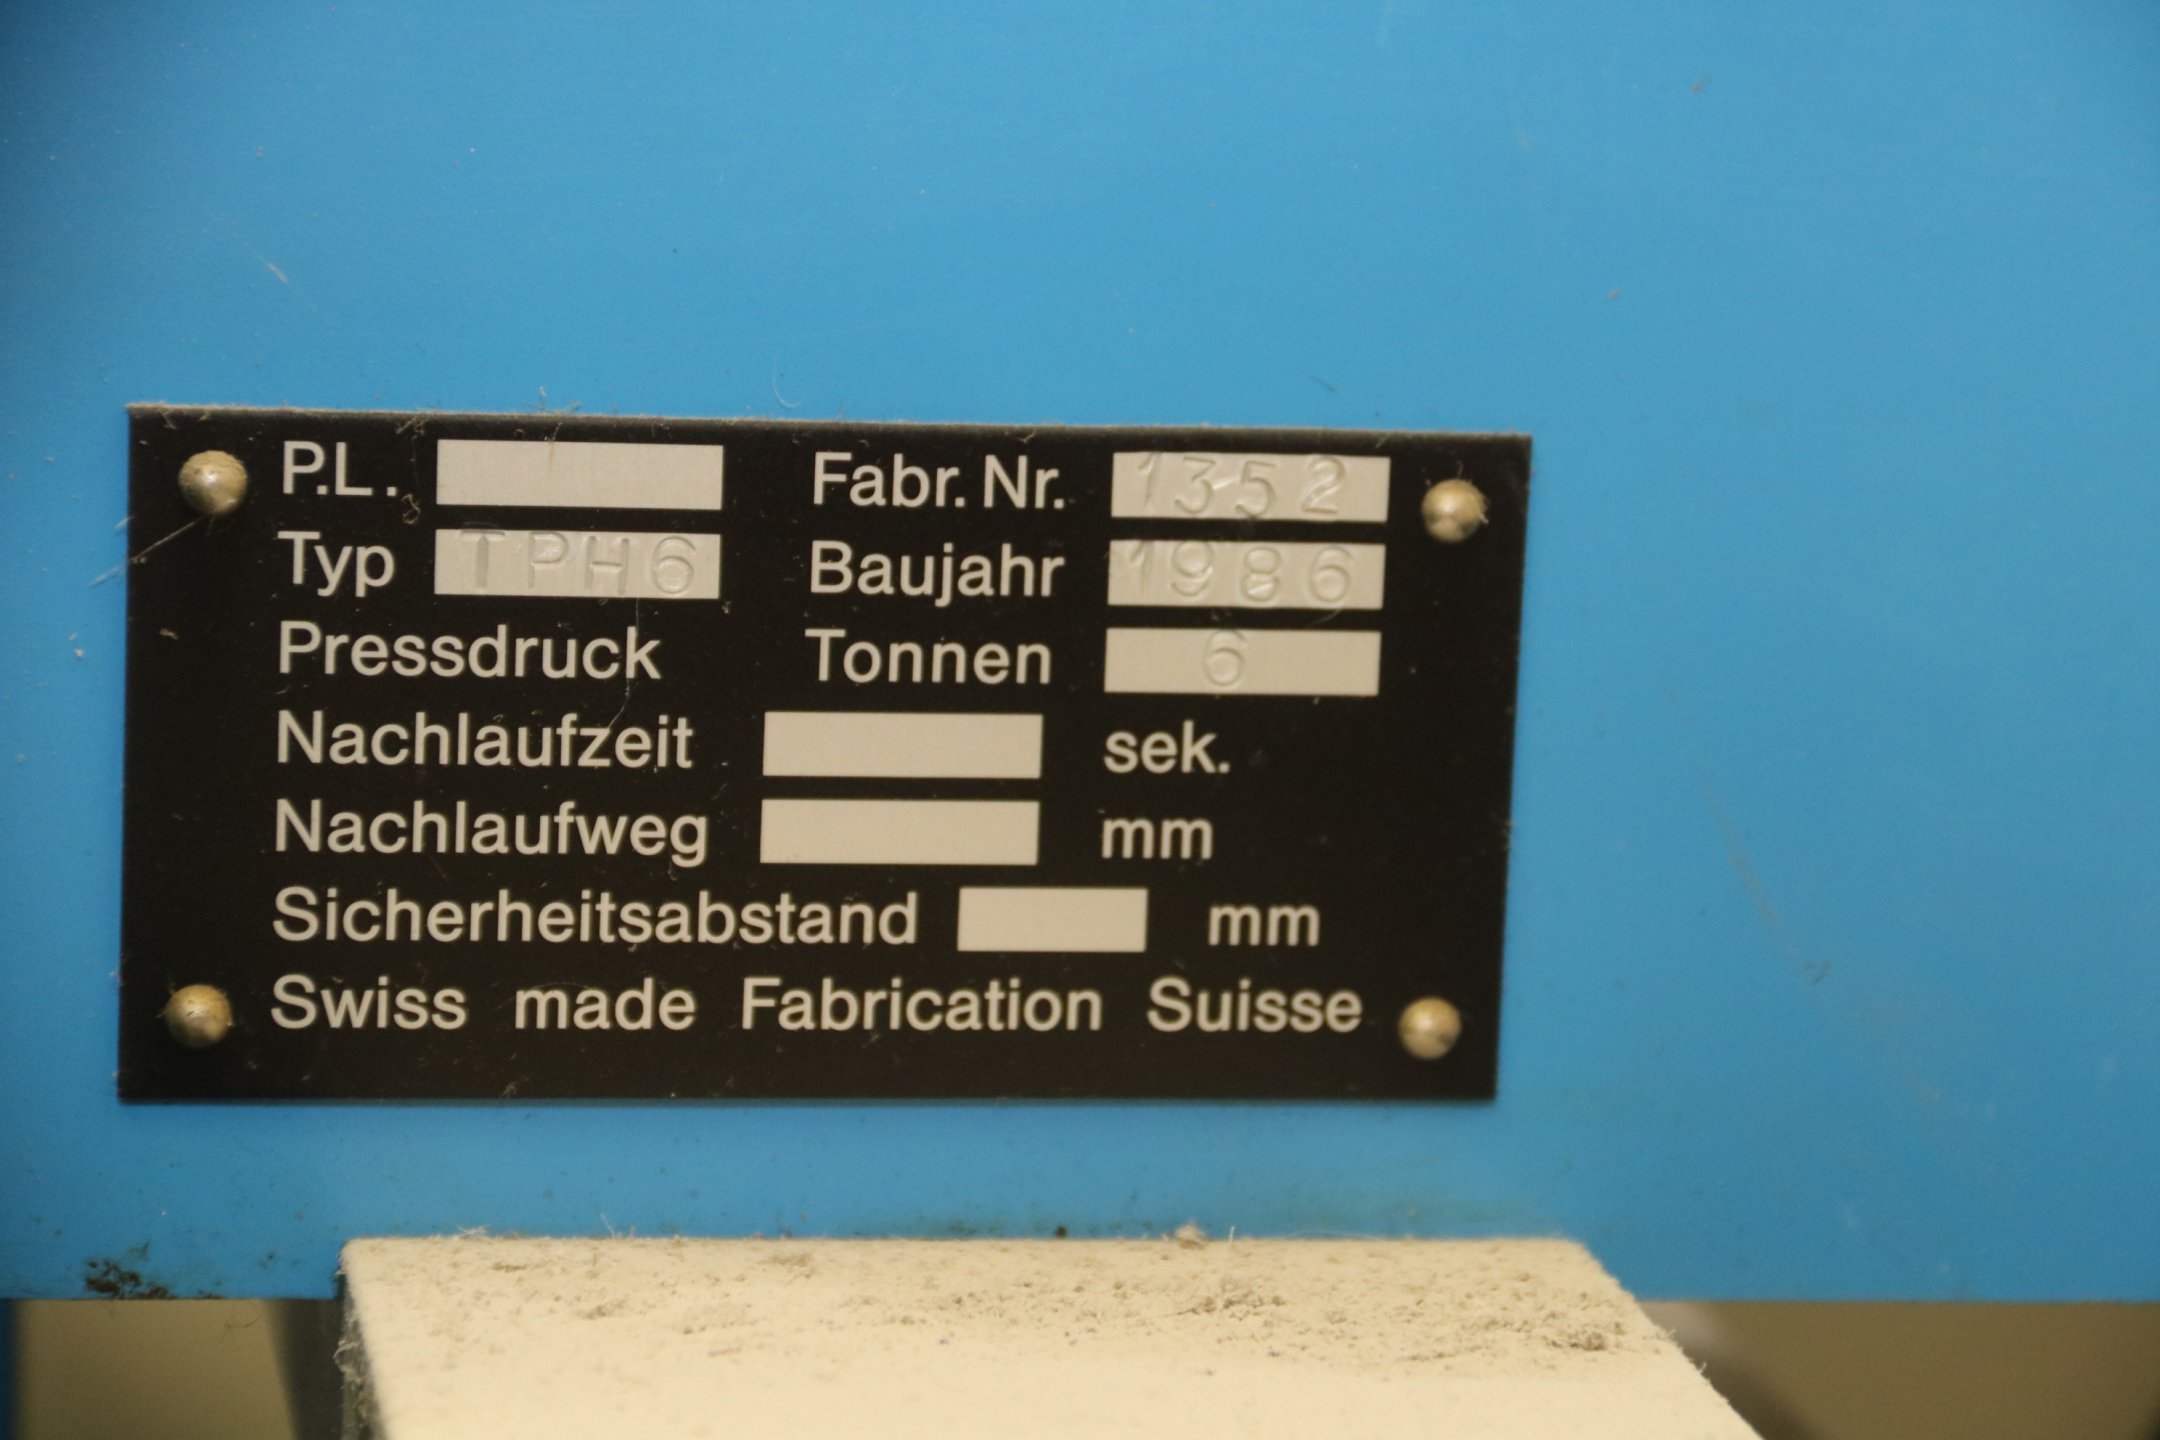 P.L. Fabr. Nr. 1352
Typ TPH6 Baujahr 1986
Pressdruck Tonnen 6
Nachlaufzeit sek.
Nachlaufweg mm
Sicherheitsabstand mm
Swiss made Fabrication Suisse